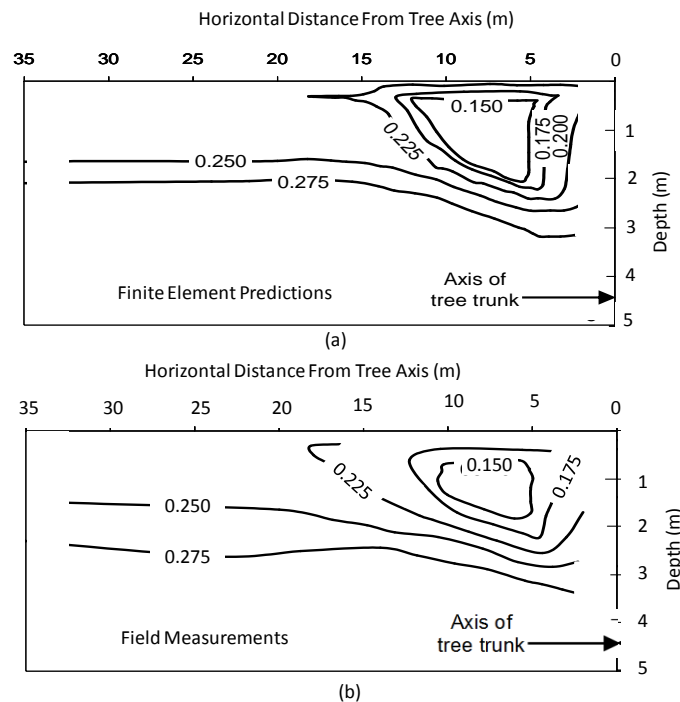 Horizontal Distance From Tree Axis (m)
35 30 25 25 15 10 5 0
0.150
0.175
0.200
0.225
0.250
0.275
1
2
3
4
5
Depth (m)
Finite Element Predictions
Axis of
tree trunk
(a)
Horizontal Distance From Tree Axis (m)
35 30 25 20 15 10 5 0
0.150
0.175
0.225
0.250
0.275
1
2
3
4
5
Depth (m)
Field Measurements
Axis of
tree trunk
(b)